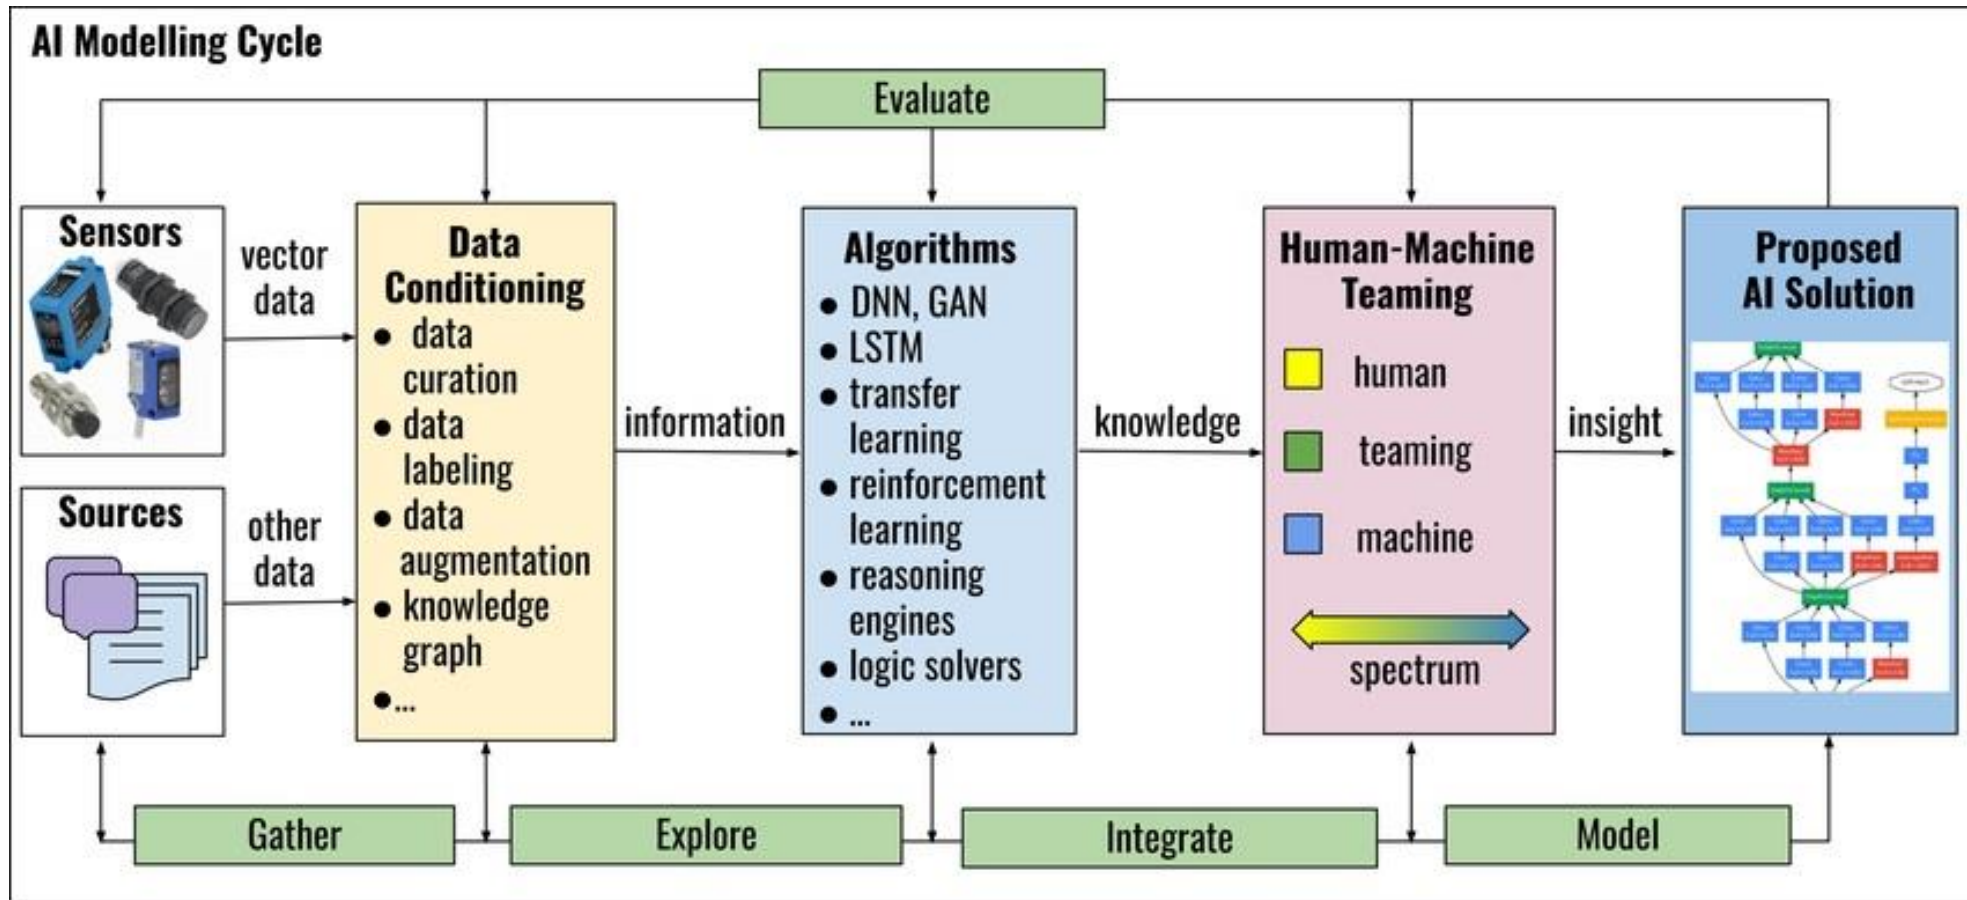 AI Modelling Cycle
Evaluate
Sensors
vector
data
Sources
other
data
Data
Conditioning
● data
curation
● data
labeling
● data
augmentation
● knowledge
graph
●...
information
Algorithms
● DNN, GAN
● LSTM
● transfer
learning
● reinforcement
learning
● reasoning
engines
● logic solvers
● ...
knowledge
Human-Machine
Teaming
human
teaming
machine
spectrum
insight
Proposed
AI Solution
Gather
Explore
Integrate
Model